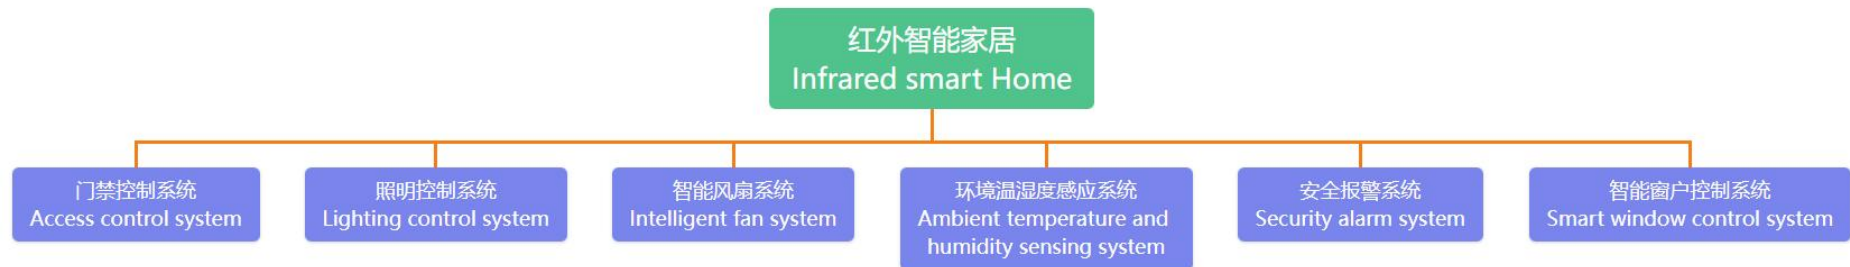 红外智能家居
Infrared smart Home
门禁控制系统
Access control system
照明控制系统
Lighting control system
智能风扇系统
Intelligent fan system
环境温湿度感应系统
Ambient temperature and
humidity sensing system
安全报警系统
Security alarm system
智能窗户控制系统
Smart window control system